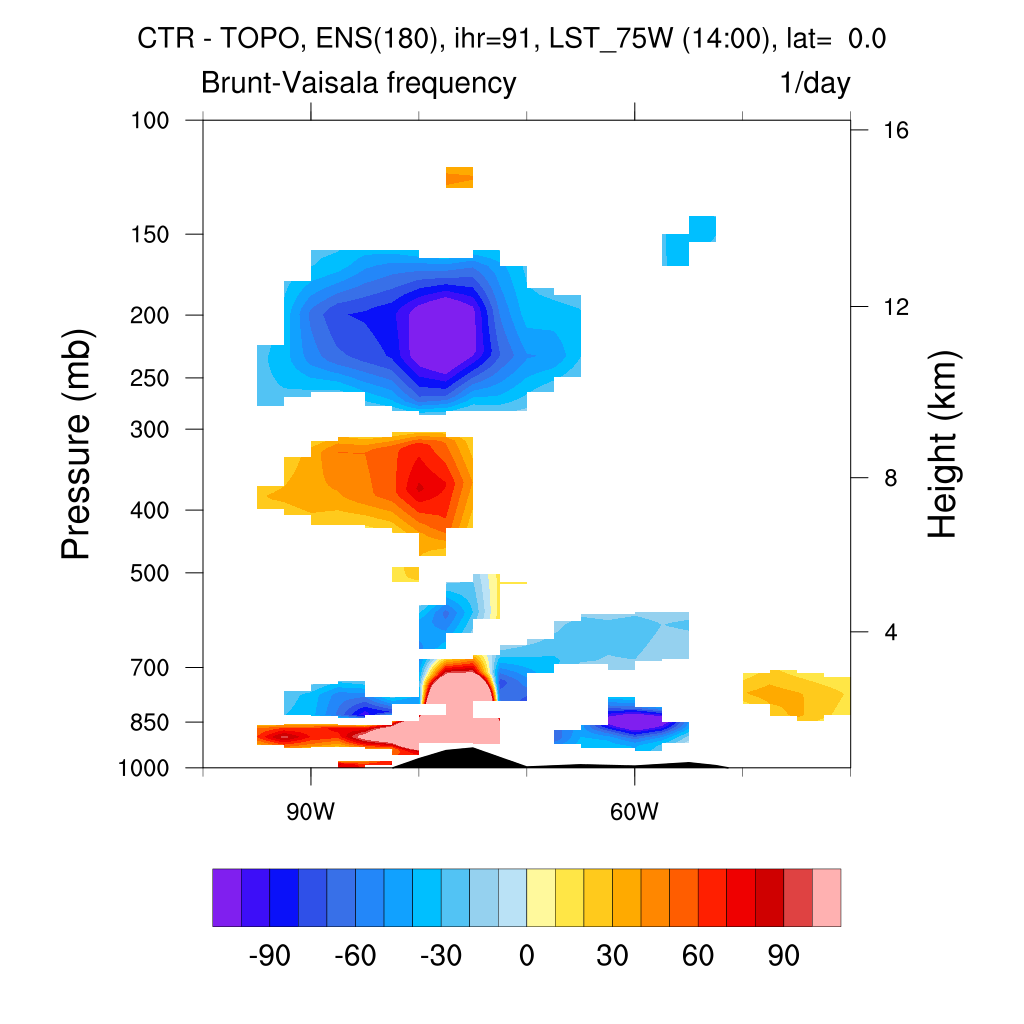 CTR - TOPO, ENS(180), ihr=91, LST_75W (14:00), lat=  0.0
Brunt-Vaisala frequency 1/day
100
150
200
250
300
400
500
700
850
1000
Pressure (mb)
16
12
8
4
Height (km)
90W 60W
-90 -60 -30 0 30 60 90